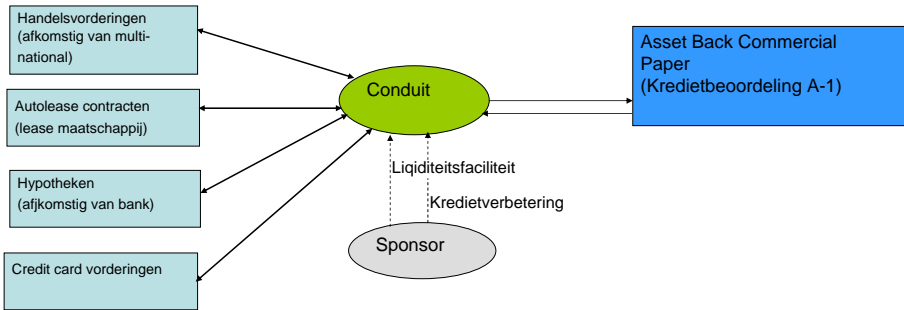 Handelsvorderingen
(afkomstig van multi-
national)
Autolease contracten
(lease maatschappij)
Hypotheken
(afjkomstig van bank)
Credit card vorderingen
Conduit
Liqiditeitsfaciliteit
Kredietverbetering
Sponsor
Asset Back Commercial
Paper
(Kredietbeoordeling A-1)